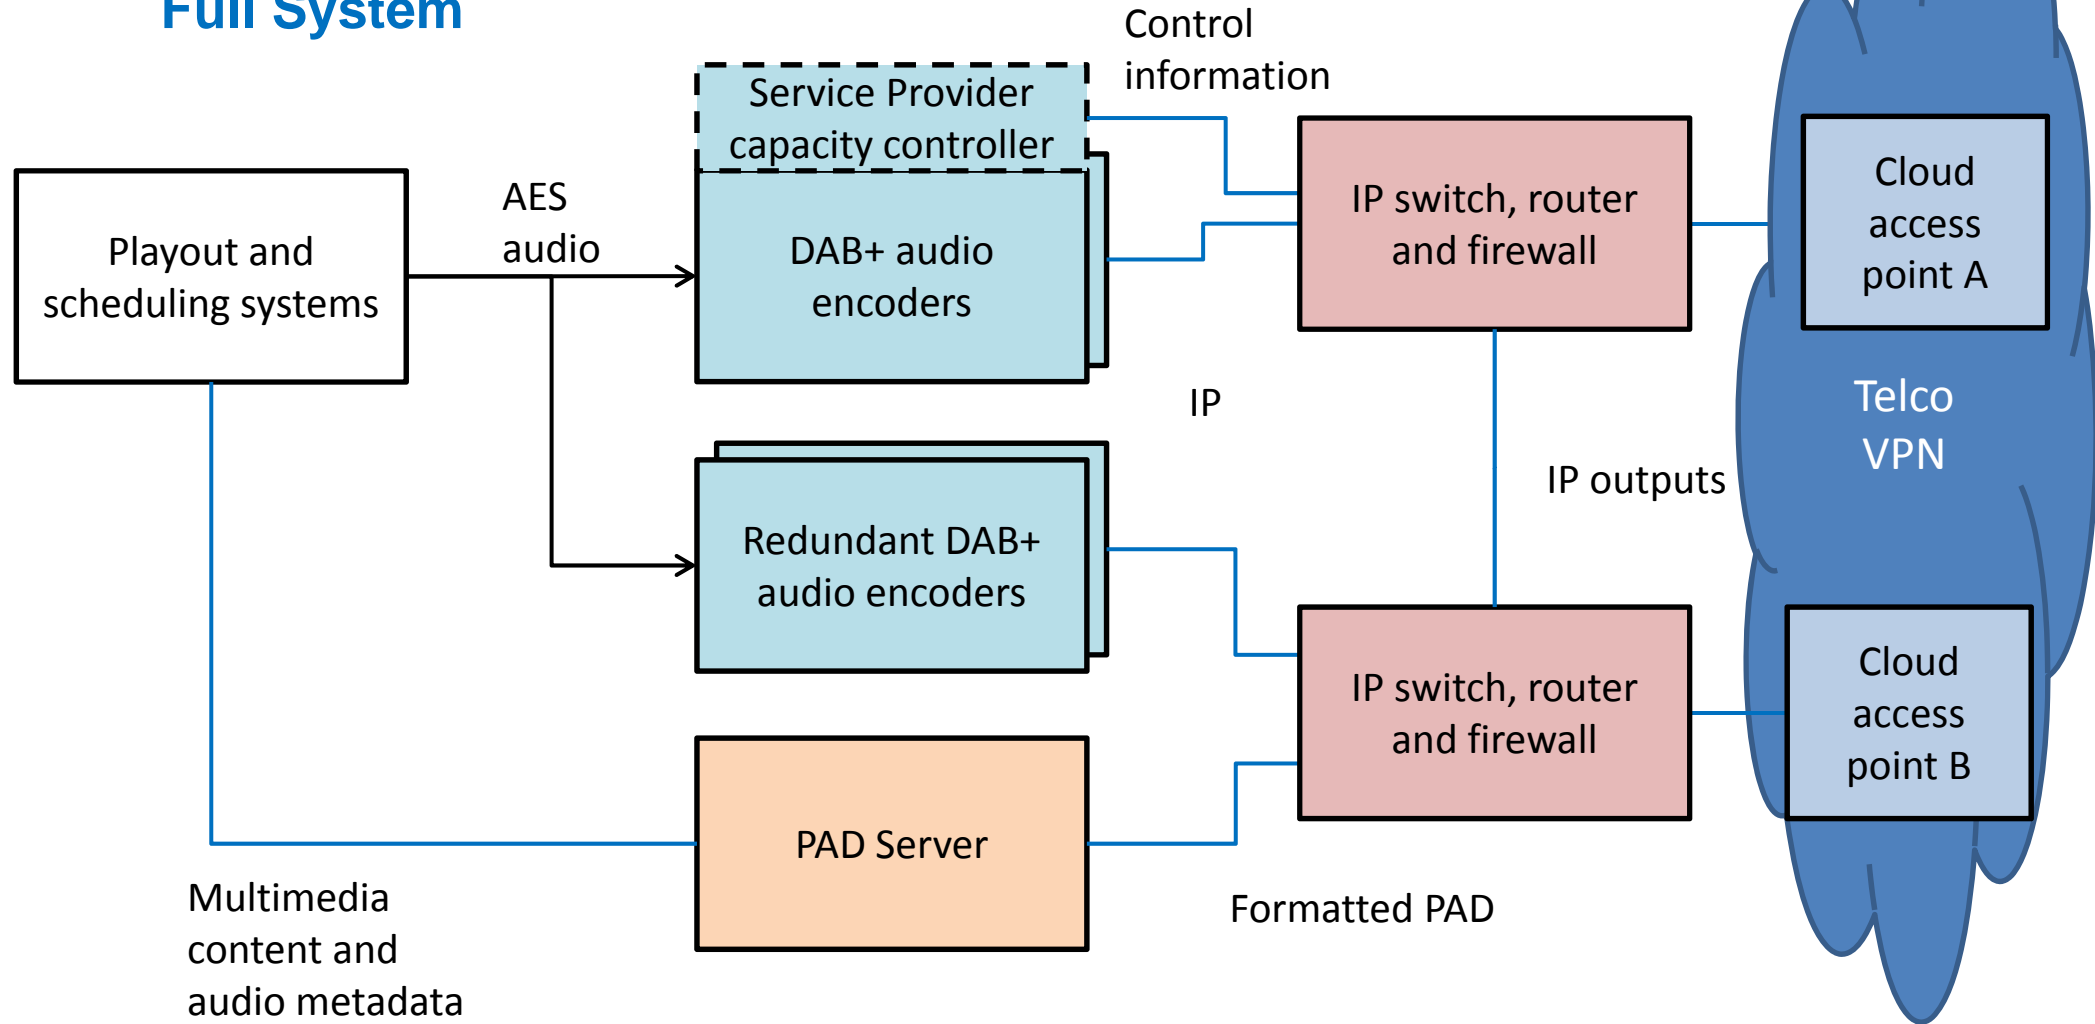 Full System
Control
information
Service Provider
capacity controller
Playout and
scheduling systems
AES
audio
DAB+ audio
encoders
IP switch, router
and firewall
Cloud
access
point A
IP
Telco
VPN
IP outputs
Redundant DAB+
audio encoders
IP switch, router
and firewall
Cloud
access
point B
PAD Server
Formatted PAD
Multimedia
content and
audio metadata